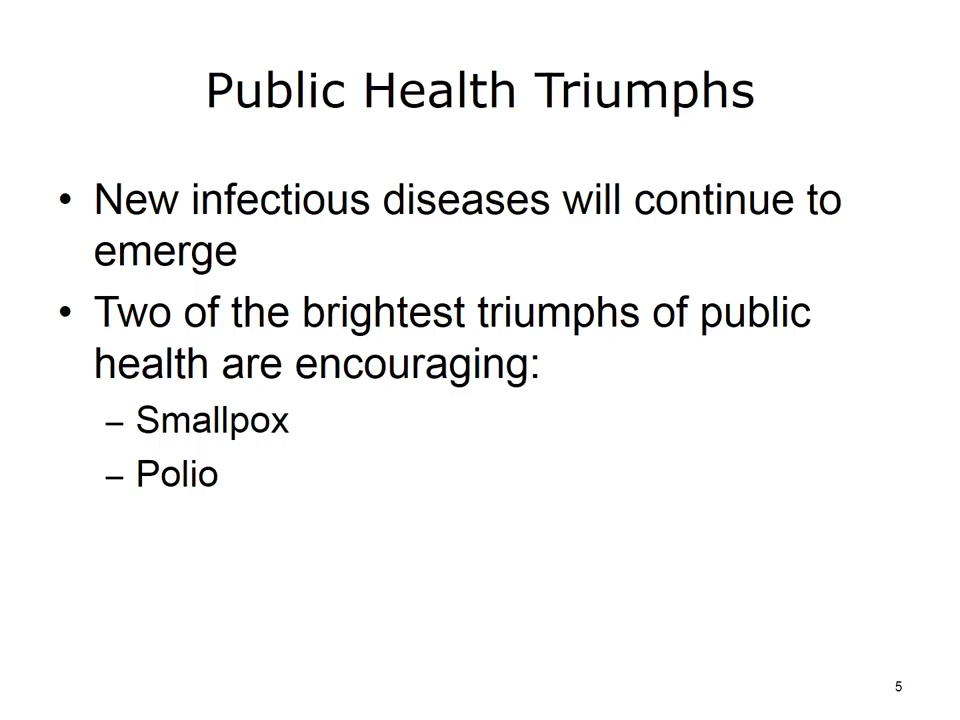 Public Health Triumphs
• New infectious diseases will continue to
emerge
• Two of the brightest triumphs of public
health are encouraging:
– Smallpox
– Polio
5